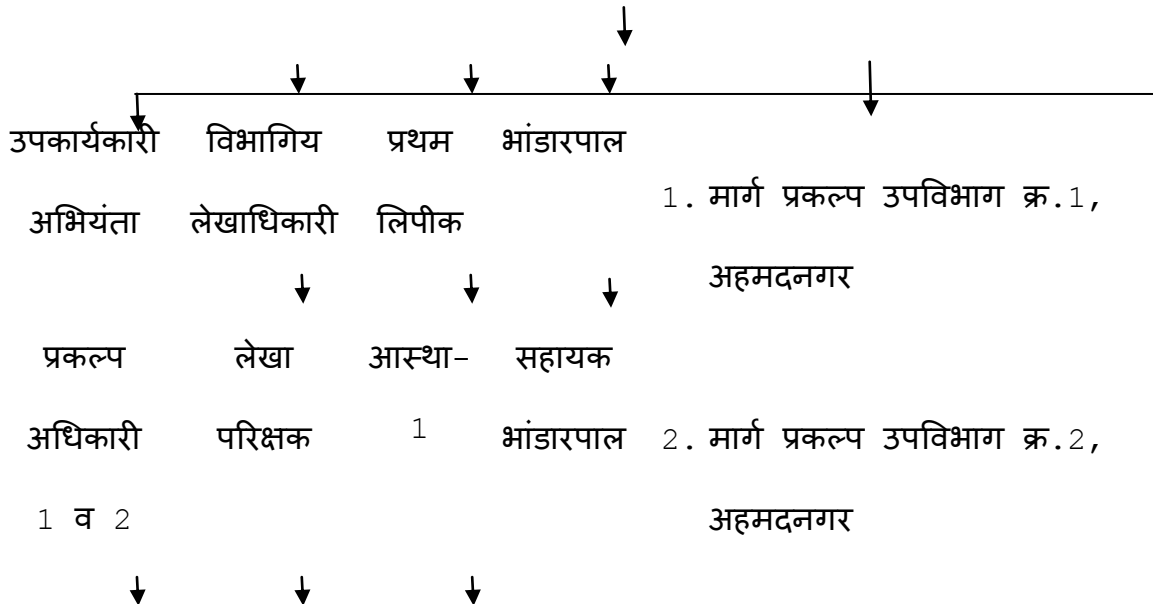 उपकार्यकारी विभागिय प्रथम भांडारपाल
अभियंता लेखाधिकारी लिपीक
1. मार्ग प्रकल्प उपविभाग क्र.1,
अहमदनगर
प्रकल्प लेखा आस्था- सहायक
अधिकारी परिक्षक 1 भांडारपाल
1 व 2
2. मार्ग प्रकल्प उपविभाग क्र.2,
अहमदनगर